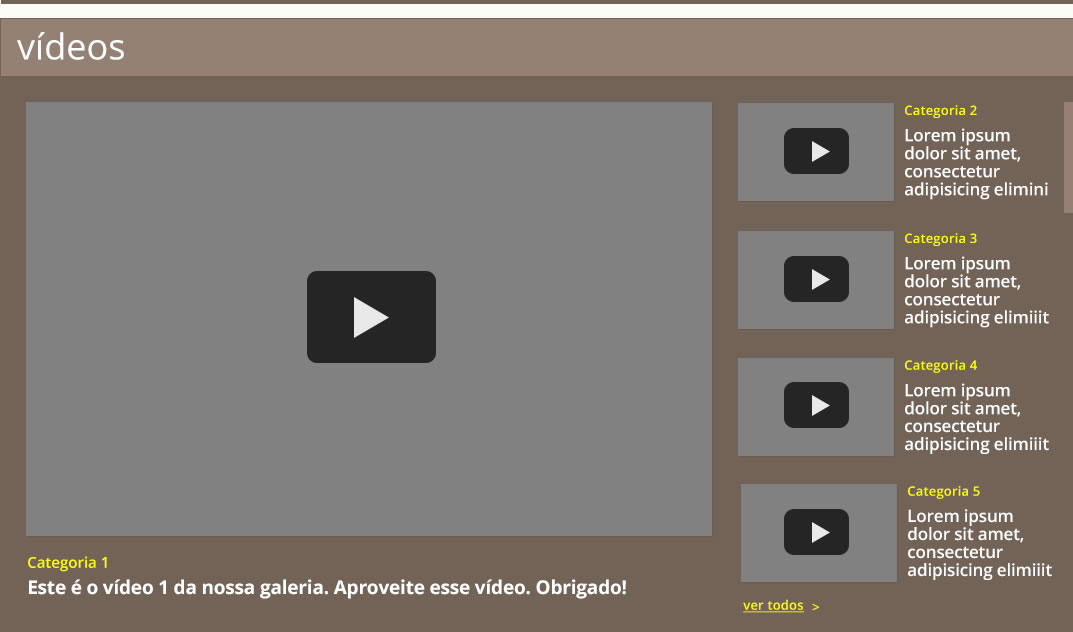 vídeos
Categoria 1
Este é o vídeo 1 da nossa galeria. Aproveite esse vídeo. Obrigado!
Categoria 2
Lorem ipsum
dolor sit amet,
consectetur
adipisicing elimini
Categoria 3
Lorem ipsum
dolor sit amet,
consectetur
adipisicing elimiiit
Categoria 4
Lorem ipsum
dolor sit amet,
consectetur
adipisicing elimiiit
Categoria 5
Lorem ipsum
dolor sit amet,
consectetur
adipisicing elimiiit
ver todos >